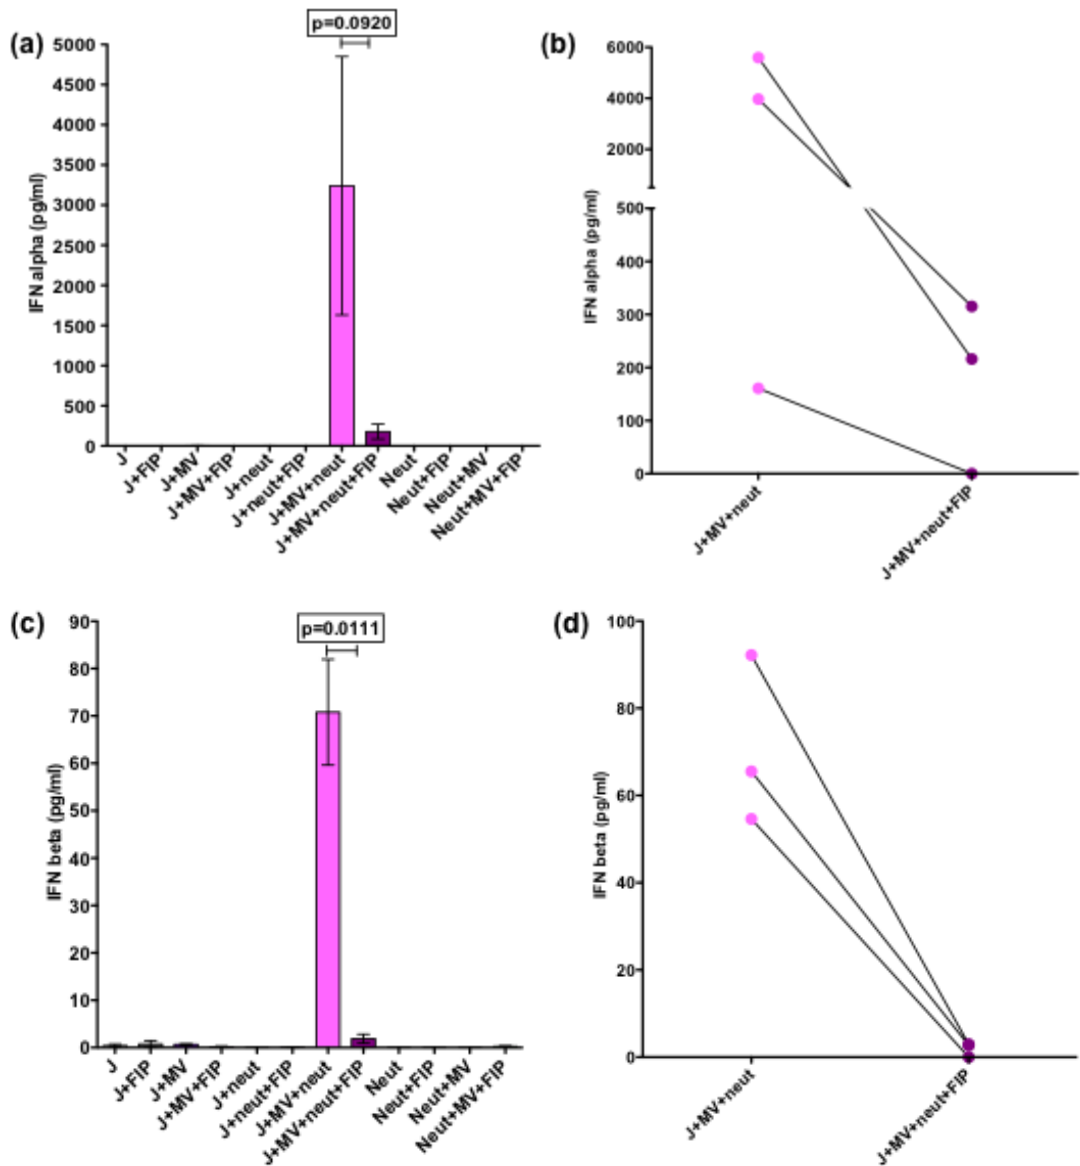 (a)
p=0.0920
5000
4500
4000
3500
3000
2500
2000
1500
1000
500
0
IFN alpha (pg/ml)
J
J+FIP
J+MV
J+MV+FIP
J+neut
J+neut+FIP
J+MV+neut
J+MV+neut+FIP
Neut
Neut+FIP
Neut+MV
Neut+MV+FIP
(b)
6000
4000
2000
500
400
300
200
100
0
IFN alpha (pg/ml)
J+MV+neut
J+MV+neut+FIP
(c)
p=0.0111
90
80
70
60
50
40
30
20
10
0
IFN beta (pg/ml)
J
J+FIP
J+MV
J+MV+FIP
J+neut
J+neut+FIP
J+MV+neut
J+MV+neut+FIP
Neut
Neut+FIP
Neut+MV
Neut+MV+FIP
(d)
100
80
60
40
20
0
IFN beta (pg/ml)
J+MV+neut
J+MV+neut+FIP